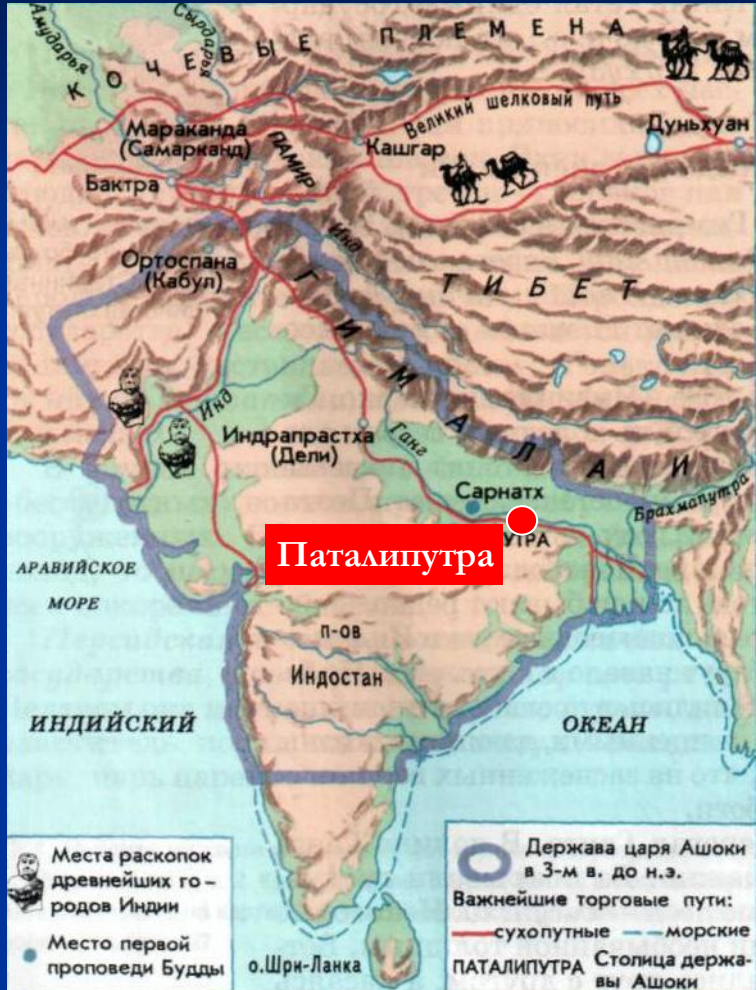 Амударья
Сырдарья
КОЧЕВЫЕ ПЛЕМЕНА
Великий шелковый путь
Мараканда
(Самарканд)
ПАМИР
Кашгар
Дуньхуан
Бактра
Инд
Ортоспана
(Кабул)
ТИБЕТ
ГИМАЛАИ
Инд
Индрапрастха
(Дели)
Ганг
Сарнатх
Брахмапутра
УТРА
Паталипутра
АРАВИЙСКОЕ
МОРЕ
п-ов
Индостан
ИНДИЙСКИЙ
ОКЕАН
Места раскопок
древнейших го-
родов Индии
Место первой
проповеди Будды
о.Шри-Ланка
Держава царя Ашоки
в 3-м в. до н.э.
Важнейшие торговые пути:
сухопутные
морские
ПАТАЛИПУТРА Столица держа-
вы Ашоки